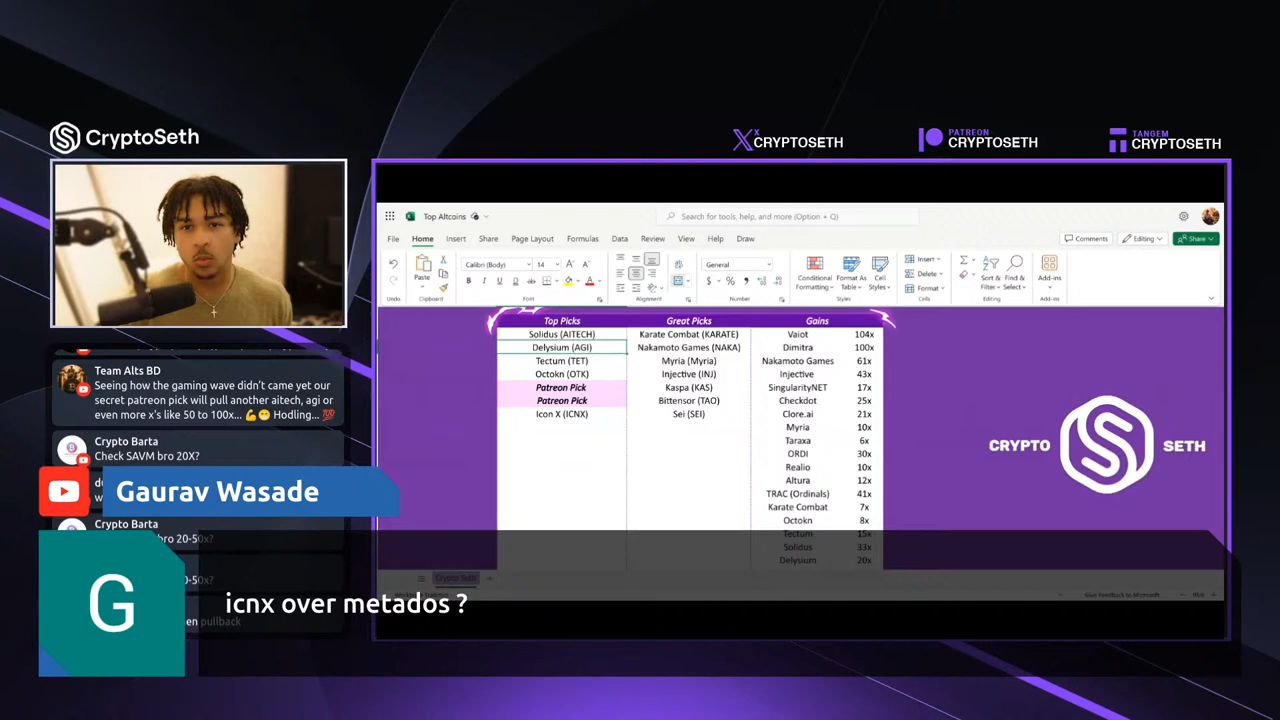 CryptoSeth
X
CRYPTOSETH
PATREON
CRYPTOSETH
TANGEM
CRYPTOSETH
Top Altcoins
Search for tools, help, and more (Option + Q)
File Home Insert Share Page Layout Formulas Data Review View Help Draw
Comments Editing Share
Paste
Calibri (Body) 14
General
Conditional Formatting
Format As Table
Cell Styles
Insert
Delete
Format
Sort & Filter
Find & Select
Add-ins
Undo Clipboard Font Alignment Number Styles Cells Editing Add-ins
Top Picks Great Picks Gains
Solidus (AITECH) Karate Combat (KARATE) Vaiot 104x
Delysium (AGI) Nakamoto Games (NAKA) Dimitra 100x
Tectum (TET) Myria (Myria) Nakamoto Games 61x
Octokn (OTK) Injective (INJ) Injective 43x
Patreon Pick Kaspa (KAS) SingularityNET 17x
Patreon Pick Bittensor (TAO) Checkdot 25x
Icon X (ICNX) Sei (SEI) Clore.ai 21x
Myria 10x
Taraxa 6x
ORDI 30x
Realio 10x
Altura 12x
TRAC (Ordinals) 41x
Karate Combat 7x
Octokn 8x
Tectum 15x
Solidus 33x
Delysium 20x
CRYPTO SETH
Crypto Seth
Give Feedback to Microsoft
Team Alts BD
Seeing how the gaming wave didn't came yet our
secret patreon pick will pull another aitech, agi or
even more x's like 50 to 100x... 💪😁 Hodling... 💯
Crypto Barta
Check SAVM bro 20X?
Gaurav Wasade
Crypto Barta
bro 20-50x?
20-50x?
pullback
G
icnx over metados ?